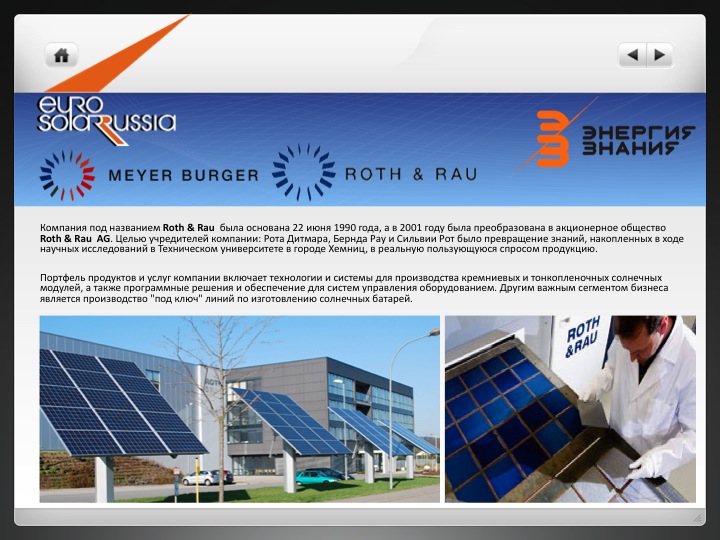 EURO
SOLARRUSSIA
ЭНЕРГИЯ
ЗНАНИЯ
MEYER BURGER
ROTH & RAU
Компания под названием Roth & Rau была основана 22 июня 1990 года, а в 2001 году была преобразована в акционерное общество
Roth & Rau AG. Целью учредителей компании: Рота Дитмара, Бернда Рау и Сильвии Рот было превращение знаний, накопленных в ходе
научных исследований в Техническом университете в городе Хемниц, в реальную пользующуюся спросом продукцию.
Портфель продуктов и услуг компании включает технологии и системы для производства кремниевых и тонкопленочных солнечных
модулей, а также программные решения и обеспечение для систем управления оборудованием. Другим важным сегментом бизнеса
является производство "под ключ" линий по изготовлению солнечных батарей.
ROTH
&RAU